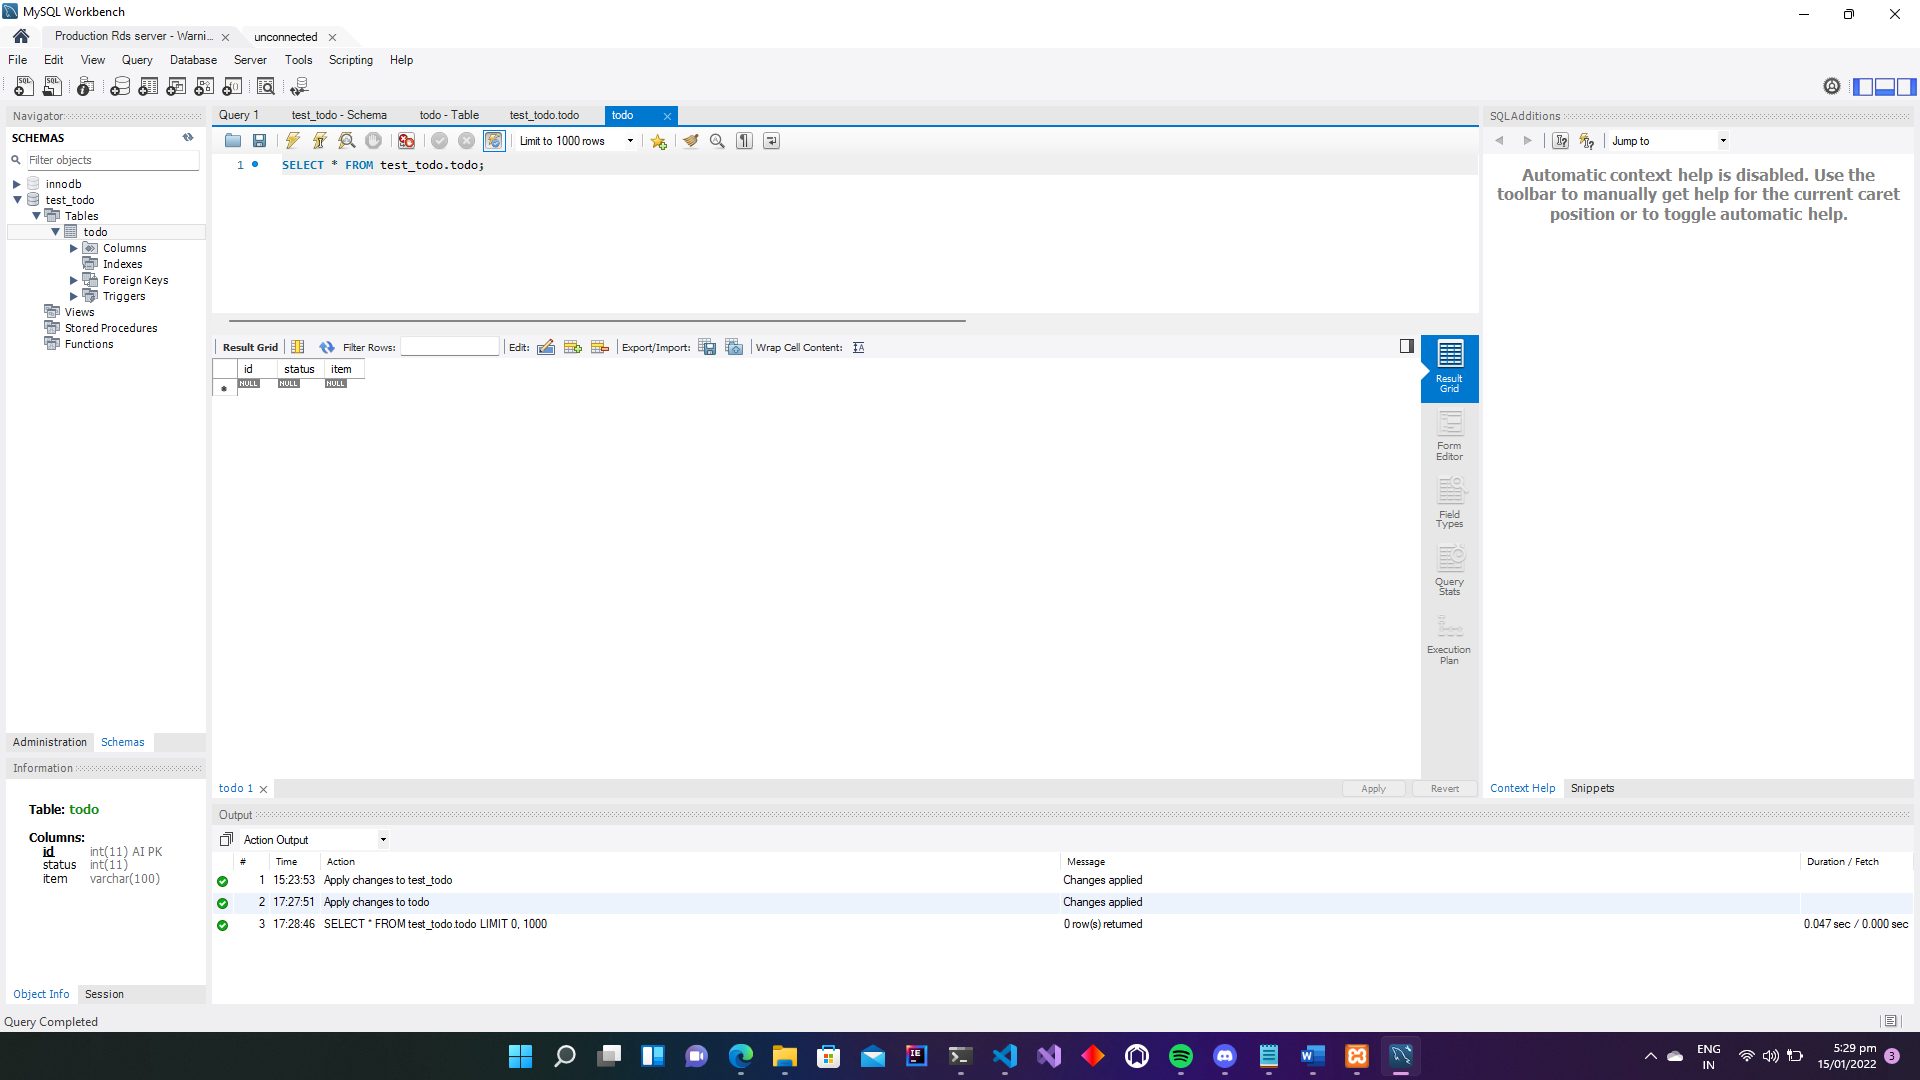 MySQL Workbench
Production Rds server - Warni...
unconnected
File Edit View Query Database Server Tools Scripting Help
Navigator
SCHEMAS
Filter objects
innodb
test_todo
Tables
todo
Columns
Indexes
Foreign Keys
Triggers
Views
Stored Procedures
Functions
Administration Schemas
Information
Table: todo
Columns:
id int(11) AI PK
status int(11)
item varchar(100)
Object Info Session
Query Completed
Query 1 test_todo - Schema todo - Table test_todo.todo todo
Limit to 1000 rows
1 SELECT * FROM test_todo.todo;
Result Grid Filter Rows: Edit: Export/Import: Wrap Cell Content:
id status item
NULL NULL NULL
Result
Grid
Form
Editor
Field
Types
Query
Stats
Execution
Plan
todo 1
Apply Revert
SQLAdditions
Jump to
Automatic context help is disabled. Use the
toolbar to manually get help for the current caret
position or to toggle automatic help.
Context Help Snippets
Output
Action Output
# Time Action Message Duration / Fetch
1 15:23:53 Apply changes to test_todo Changes applied
2 17:27:51 Apply changes to todo Changes applied
3 17:28:46 SELECT * FROM test_todo.todo LIMIT 0, 1000 0 row(s) returned 0.047 sec / 0.000 sec
ENG
IN
5:29 pm
15/01/2022
3